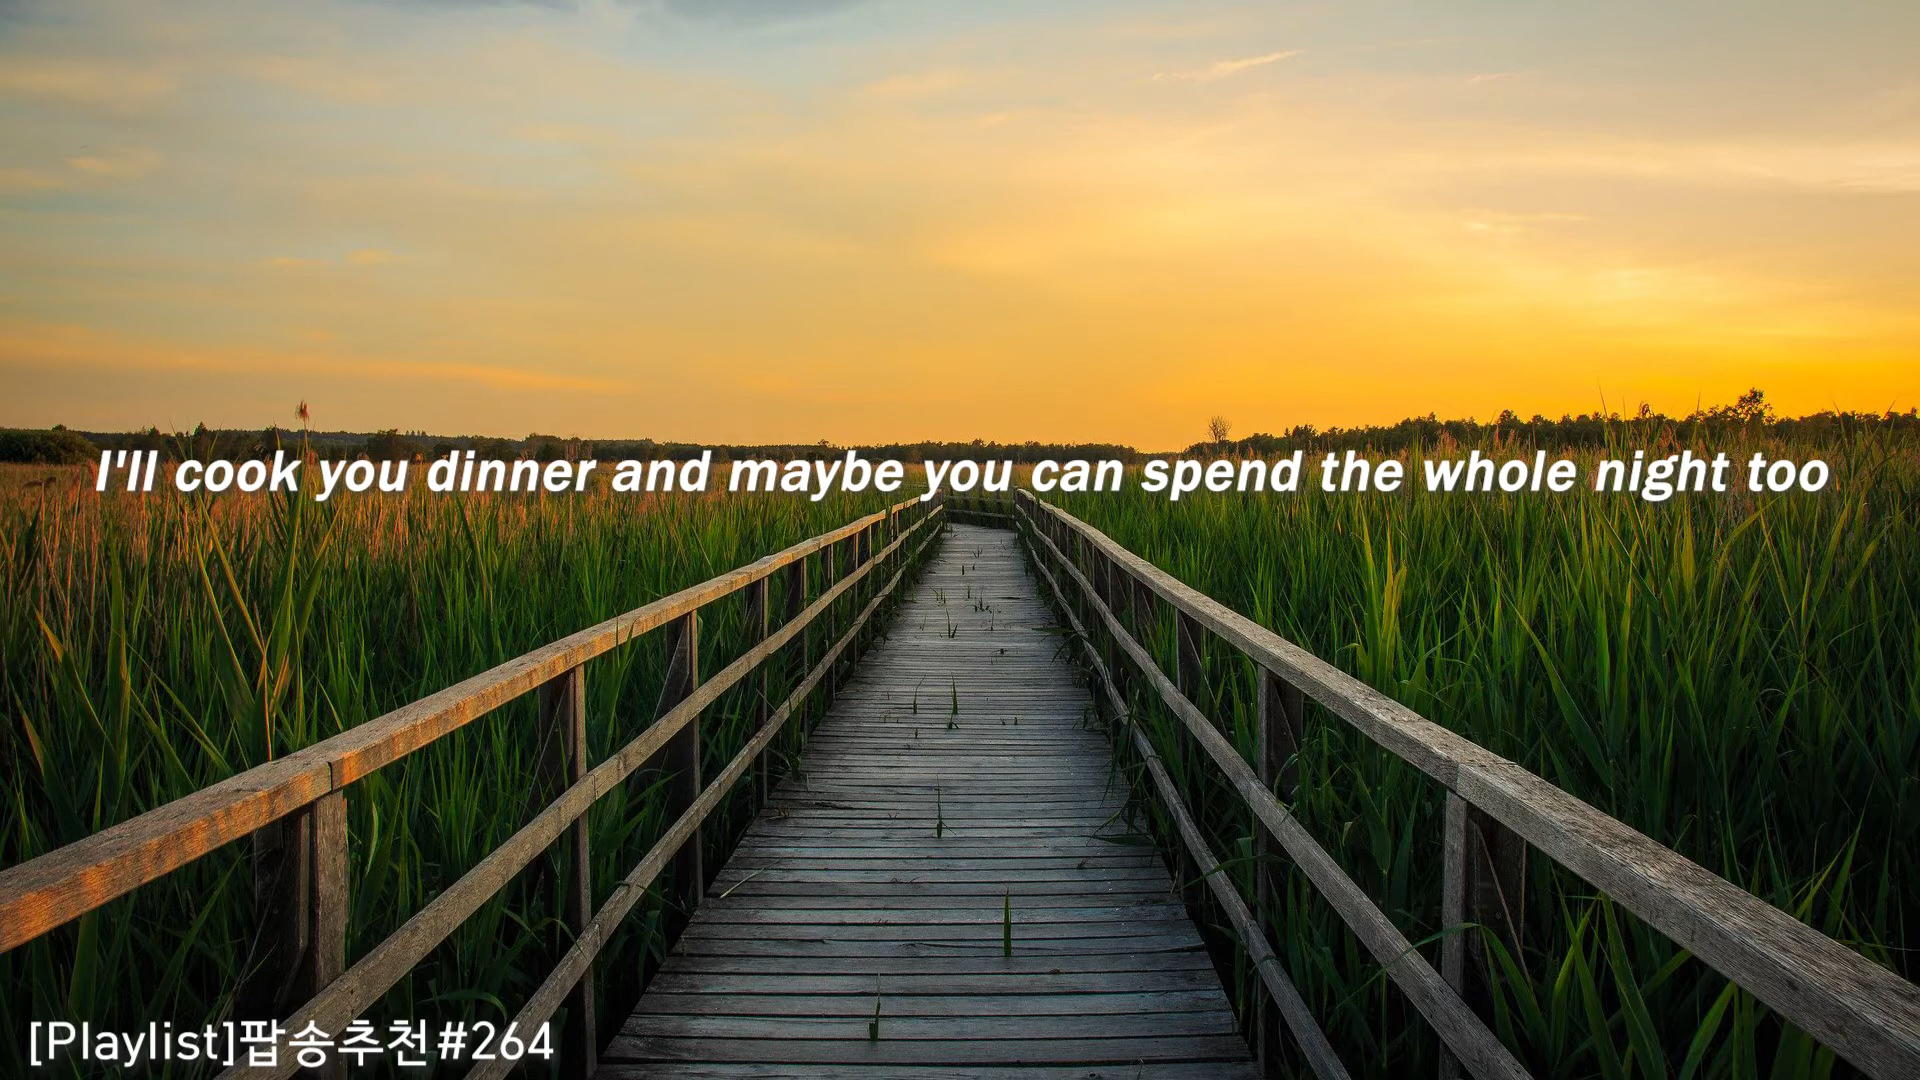 I'll cook you dinner and maybe you can spend the whole night too
[Playlist]팝송추천#264